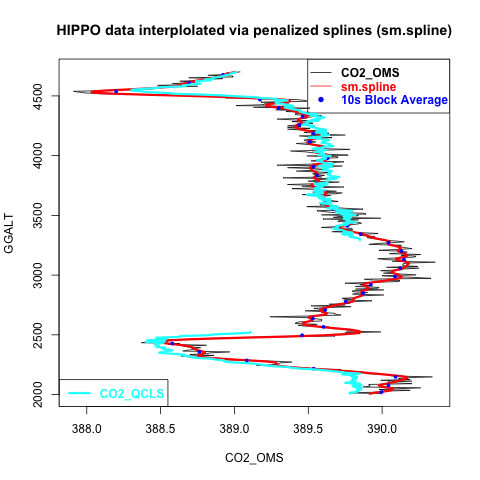 HIPPO data interplolated via penalized splines (sm.spline)
CO2_OMS
sm.spline
10s Block Average
GGALT
4500
4000
3500
3000
2500
2000
CO2_QCLS
388.0 388.5 389.0 389.5 390.0
CO2_OMS